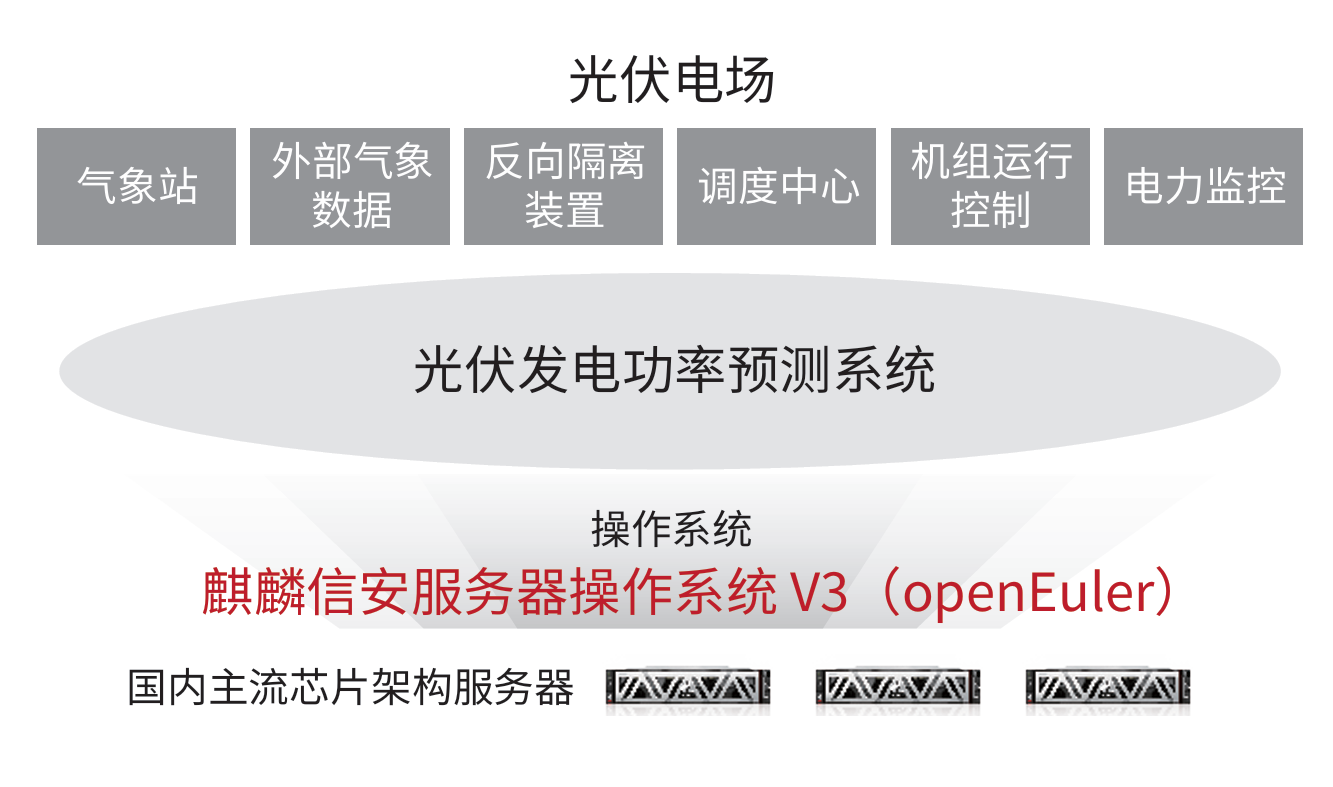 光伏电场
气象站
外部气象
数据
反向隔离
装置
调度中心
机组运行
控制
电力监控
光伏发电功率预测系统
操作系统
麒麟信安服务器操作系统 V3（openEuler）
国内主流芯片架构服务器